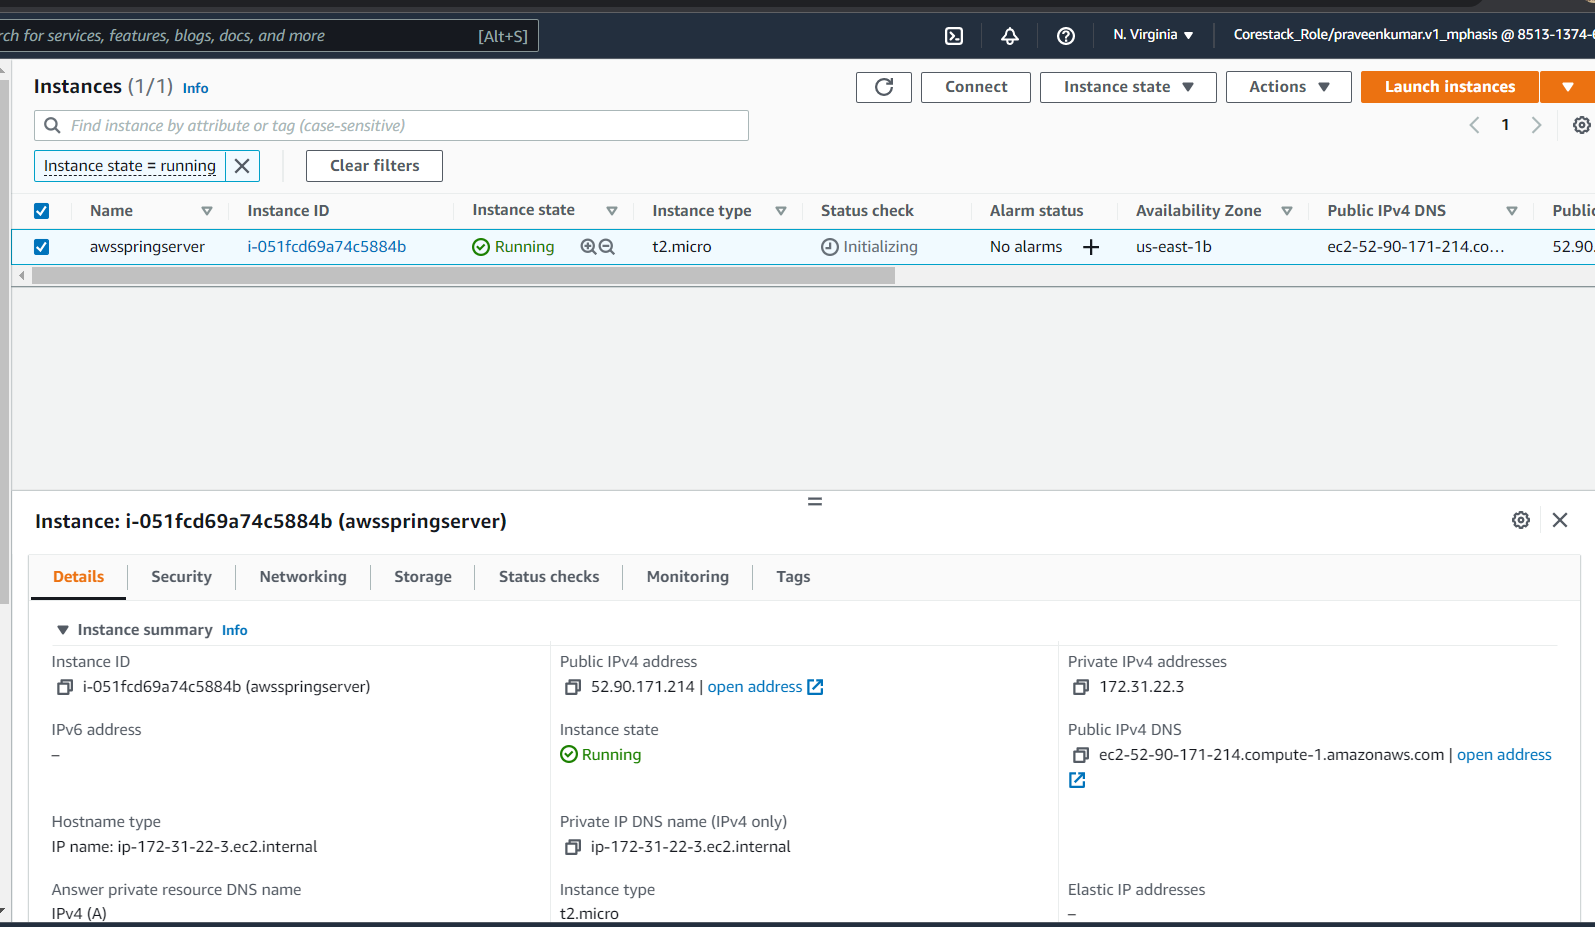 rch for services, features, blogs, docs, and more [Alt+S] N. Virginia ▼ Corestack_Role/praveenkumar.v1_mphasis @ 8513-1374-6
Instances (1/1) Info Connect Instance state ▼ Actions ▼ Launch instances ▼
Find instance by attribute or tag (case-sensitive) 1
Instance state = running Clear filters
Name Instance ID Instance state Instance type Status check Alarm status Availability Zone Public IPv4 DNS Public
awsspringserver i-051fcd69a74c5884b Running t2.micro Initializing No alarms + us-east-1b ec2-52-90-171-214.co... 52.90.
Instance: i-051fcd69a74c5884b (awsspringserver)
Details Security Networking Storage Status checks Monitoring Tags
▼ Instance summary Info
Instance ID Public IPv4 address Private IPv4 addresses
i-051fcd69a74c5884b (awsspringserver) 52.90.171.214 | open address 172.31.22.3
IPv6 address Instance state Public IPv4 DNS
– Running ec2-52-90-171-214.compute-1.amazonaws.com | open address
Hostname type Private IP DNS name (IPv4 only)
IP name: ip-172-31-22-3.ec2.internal ip-172-31-22-3.ec2.internal
Answer private resource DNS name Instance type Elastic IP addresses
IPv4 (A) t2.micro –